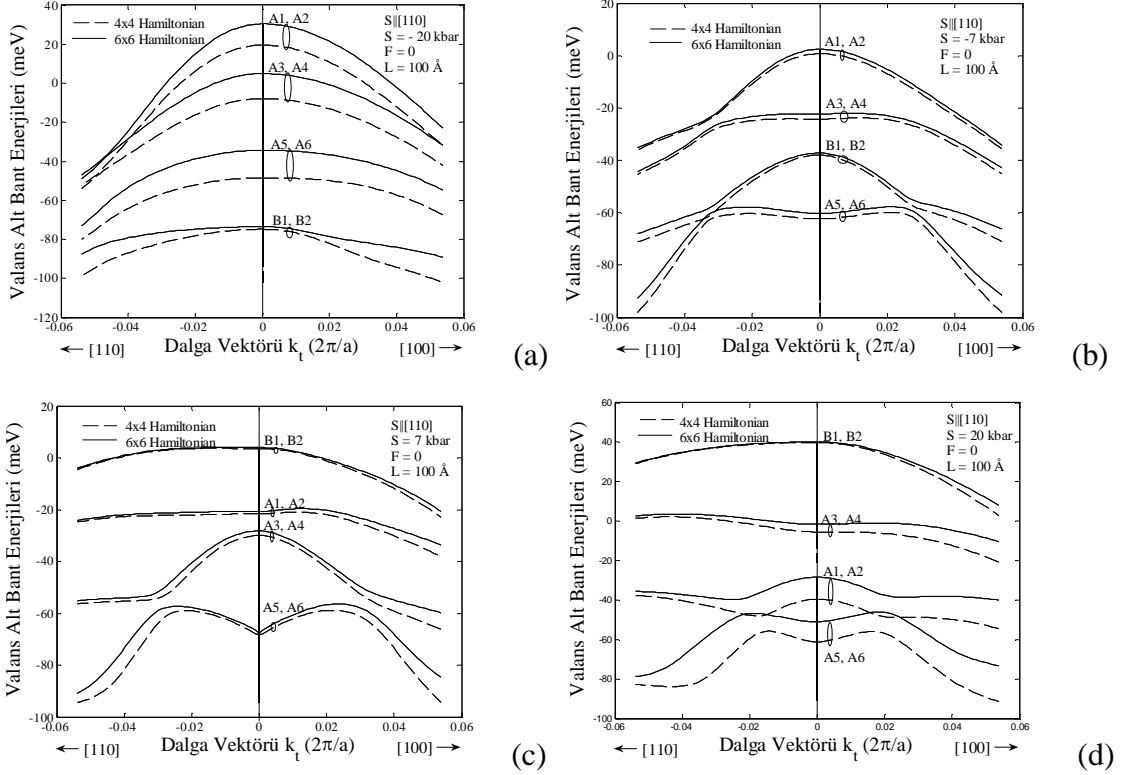 40
20
0
-20
-40
-60
-80
-100
-120
Valans Alt Bant Enerjileri (meV)
4x4 Hamiltonian
6x6 Hamiltonian
A1, A2
A3, A4
A5, A6
B1, B2
S||[110]
S = - 20 kbar
F = 0
L = 100 Å
-0.06 -0.04 -0.02 0 0.02 0.04 0.06
← [110] Dalga Vektörü kt (2π/a) [100] →
(a)
20
0
-20
-40
-60
-80
-100
Valans Alt Bant Enerjileri (meV)
4x4 Hamiltonian
6x6 Hamiltonian
A1, A2
A3, A4
B1, B2
A5, A6
S||[110]
S = -7 kbar
F = 0
L = 100 Å
-0.06 -0.04 -0.02 0 0.02 0.04 0.06
← [110] Dalga Vektörü kt (2π/a) [100] →
(b)
20
0
-20
-40
-60
-80
-100
Valans Alt Bant Enerjileri (meV)
4x4 Hamiltonian
6x6 Hamiltonian
B1, B2
A1, A2
A3, A4
A5, A6
S||[110]
S = 7 kbar
F = 0
L = 100 Å
-0.06 -0.04 -0.02 0 0.02 0.04 0.06
← [110] Dalga Vektörü kt (2π/a) [100] →
(c)
60
40
20
0
-20
-40
-60
-80
-100
Valans Alt Bant Enerjileri (meV)
4x4 Hamiltonian
6x6 Hamiltonian
B1, B2
A3, A4
A1, A2
A5, A6
S||[110]
S = 20 kbar
F = 0
L = 100 Å
-0.06 -0.04 -0.02 0 0.02 0.04 0.06
← [110] Dalga Vektörü kt (2π/a) [100] →
(d)